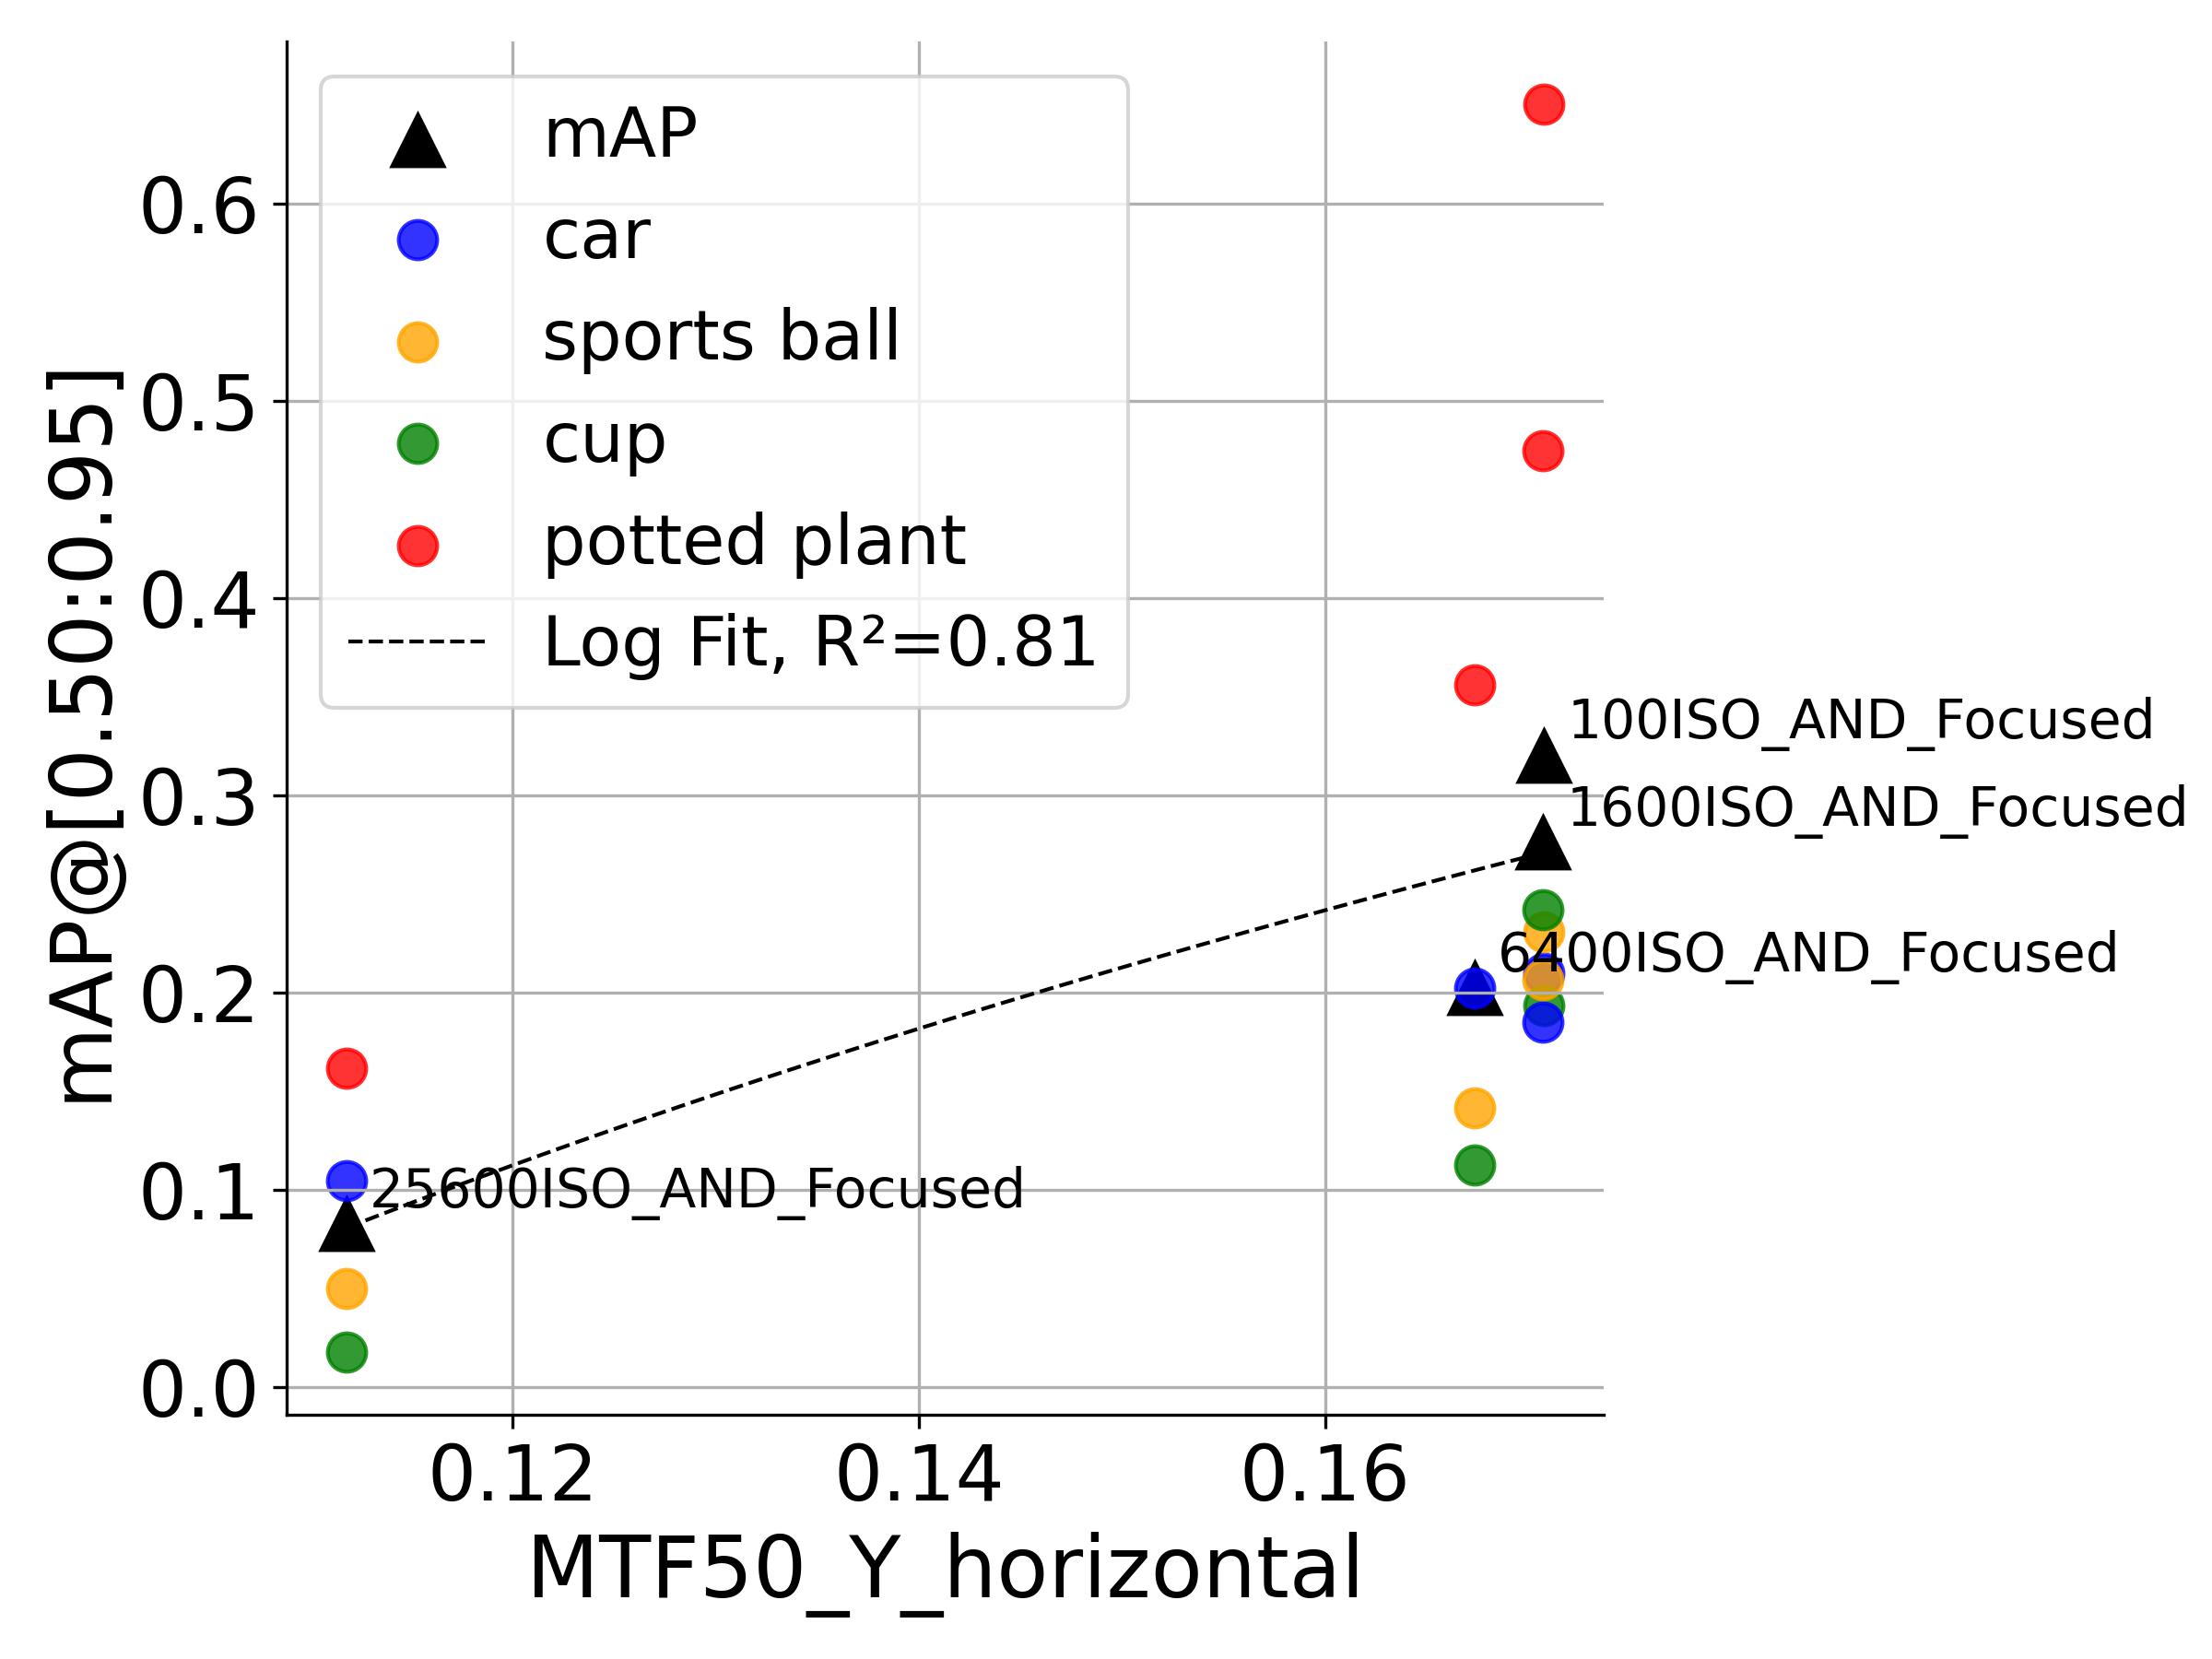 mAP
car
sports ball
cup
potted plant
Log Fit, R²=0.81
mAP@[0.50:0.95]
0.6
0.5
0.4
0.3
0.2
0.1
0.0
100ISO_AND_Focused
1600ISO_AND_Focused
6400ISO_AND_Focused
25600ISO_AND_Focused
0.12
0.14
0.16
MTF50_Y_horizontal